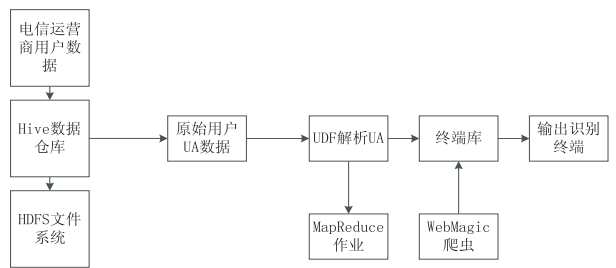 电信运营
商用户数
据
Hive数据
仓库
HDFS文件
系统
原始用户
UA数据
UDF解析UA
MapReduce
作业
终端库
WebMagic
爬虫
输出识别
终端